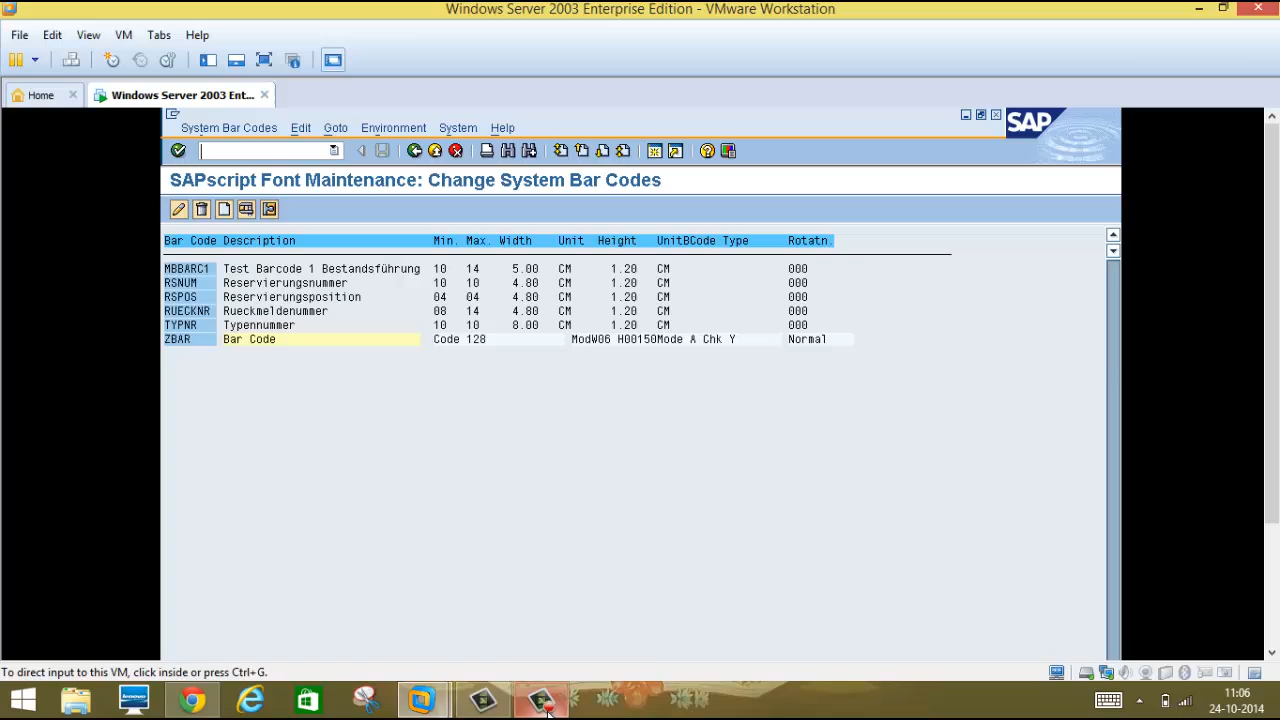 Windows Server 2003 Enterprise Edition - VMware Workstation
File Edit View VM Tabs Help
Home Windows Server 2003 Ent...
System Bar Codes Edit Goto Environment System Help
SAP
SAPscript Font Maintenance: Change System Bar Codes
Bar Code Description Min. Max. Width Unit Height UnitBCode Type Rotatn.
MBBARC1 Test Barcode 1 Bestandsführung 10 14 5.00 CM 1.20 CM 000
RSNUM Reservierungsnummer 10 10 4.80 CM 1.20 CM 000
RSPOS Reservierungsposition 04 04 4.80 CM 1.20 CM 000
RUECKNR Rueckmeldenummer 08 14 4.80 CM 1.20 CM 000
TYPNR Typennummer 10 10 8.00 CM 1.20 CM 000
ZBAR Bar Code Code 128 ModW06 H00150Mode A Chk Y Normal
To direct input to this VM, click inside or press Ctrl+G.
lenovo
11:06
24-10-2014